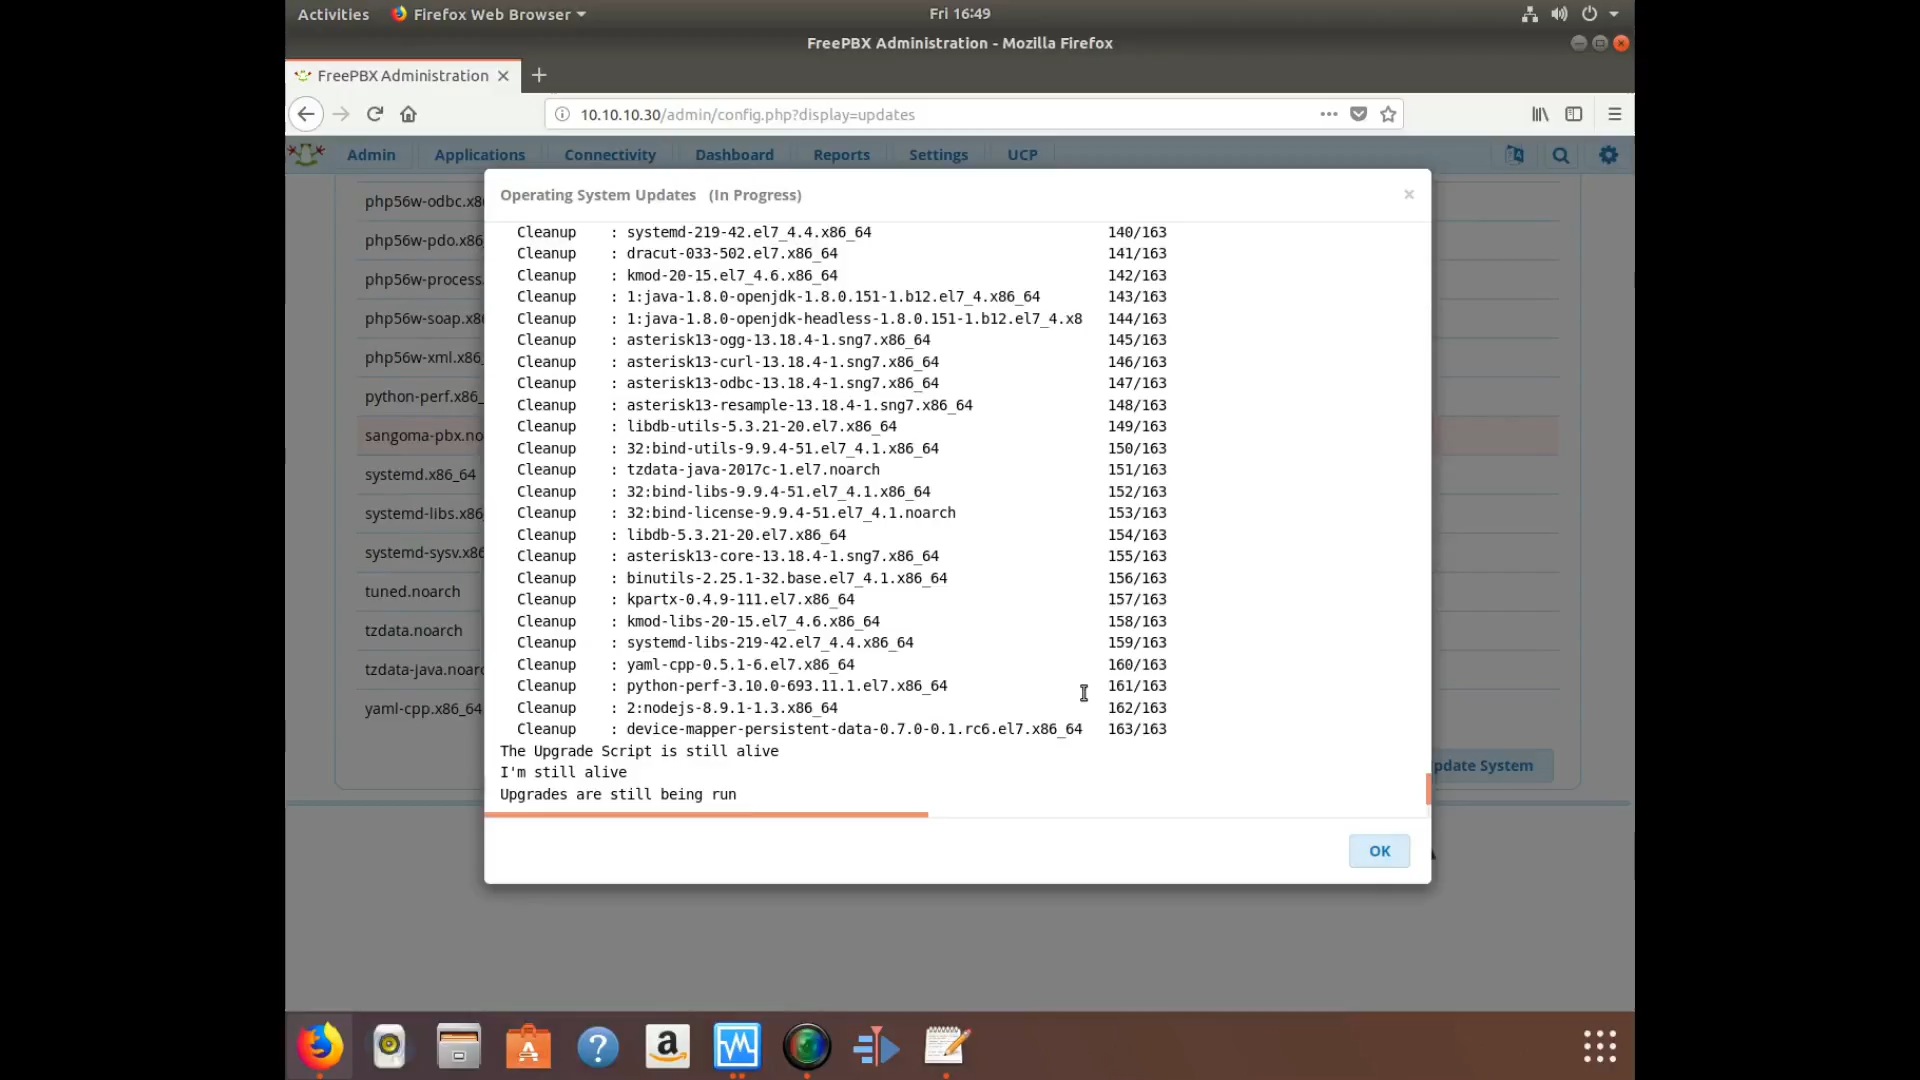 Activities
Firefox Web Browser
Fri 16:49
FreePBX Administration - Mozilla Firefox
FreePBX Administration
10.10.10.30/admin/config.php?display=updates
Admin Applications Connectivity Dashboard Reports Settings UCP
Operating System Updates (In Progress)
×
Cleanup : systemd-219-42.el7_4.4.x86_64 140/163
Cleanup : dracut-033-502.el7.x86_64 141/163
Cleanup : kmod-20-15.el7_4.6.x86_64 142/163
Cleanup : 1:java-1.8.0-openjdk-1.8.0.151-1.b12.el7_4.x86_64 143/163
Cleanup : 1:java-1.8.0-openjdk-headless-1.8.0.151-1.b12.el7_4.x8 144/163
Cleanup : asterisk13-ogg-13.18.4-1.sng7.x86_64 145/163
Cleanup : asterisk13-curl-13.18.4-1.sng7.x86_64 146/163
Cleanup : asterisk13-odbc-13.18.4-1.sng7.x86_64 147/163
Cleanup : asterisk13-resample-13.18.4-1.sng7.x86_64 148/163
Cleanup : libdb-utils-5.3.21-20.el7.x86_64 149/163
Cleanup : 32:bind-utils-9.9.4-51.el7_4.1.x86_64 150/163
Cleanup : tzdata-java-2017c-1.el7.noarch 151/163
Cleanup : 32:bind-libs-9.9.4-51.el7_4.1.x86_64 152/163
Cleanup : 32:bind-license-9.9.4-51.el7_4.1.noarch 153/163
Cleanup : libdb-5.3.21-20.el7.x86_64 154/163
Cleanup : asterisk13-core-13.18.4-1.sng7.x86_64 155/163
Cleanup : binutils-2.25.1-32.base.el7_4.1.x86_64 156/163
Cleanup : kpartx-0.4.9-111.el7.x86_64 157/163
Cleanup : kmod-libs-20-15.el7_4.6.x86_64 158/163
Cleanup : systemd-libs-219-42.el7_4.4.x86_64 159/163
Cleanup : yaml-cpp-0.5.1-6.el7.x86_64 160/163
Cleanup : python-perf-3.10.0-693.11.1.el7.x86_64 161/163
Cleanup : 2:nodejs-8.9.1-1.3.x86_64 162/163
Cleanup : device-mapper-persistent-data-0.7.0-0.1.rc6.el7.x86_64 163/163
The Upgrade Script is still alive
I'm still alive
Upgrades are still being run
OK
php56w-odbc.x8
php56w-pdo.x86
php56w-process.
php56w-soap.x8
php56w-xml.x86_
python-perf.x86_
sangoma-pbx.no
systemd.x86_64
systemd-libs.x86
systemd-sysv.x86
tuned.noarch
tzdata.noarch
tzdata-java.noar
yaml-cpp.x86_64
pdate System